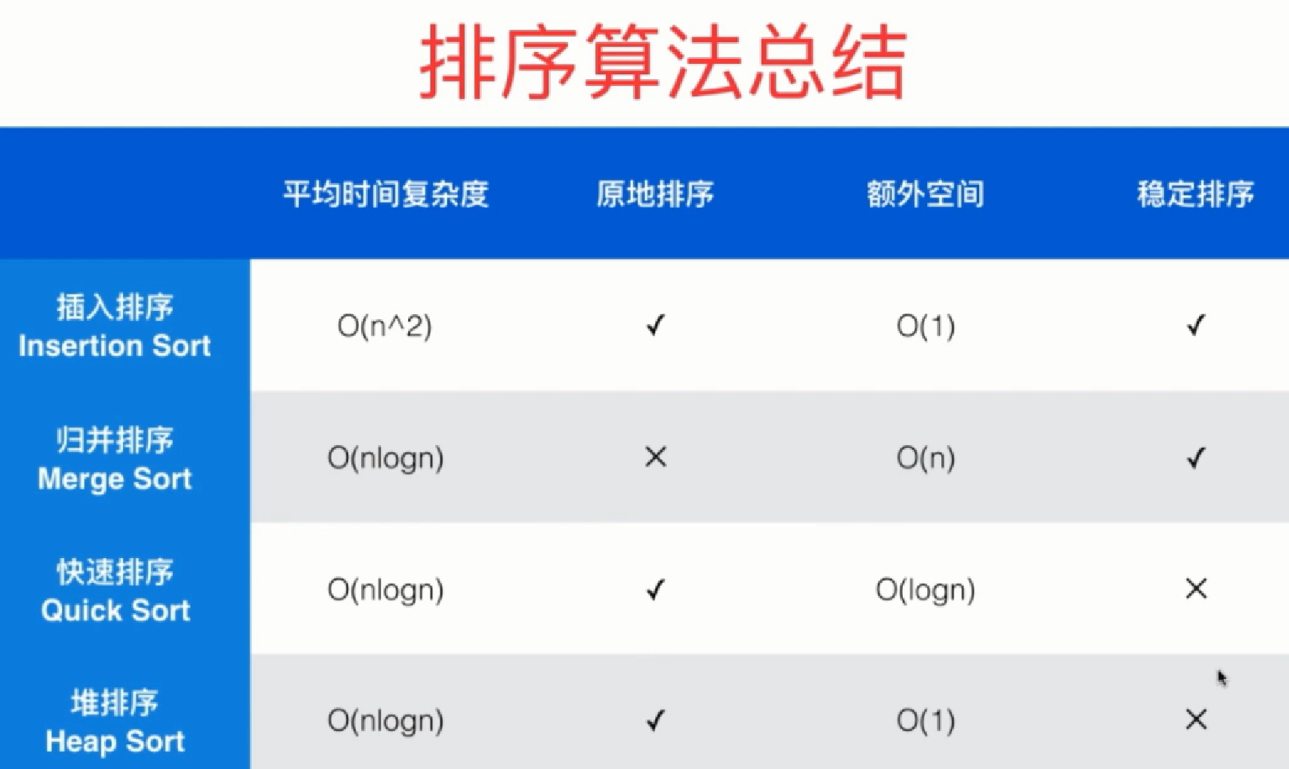 排序算法总结
平均时间复杂度 原地排序 额外空间 稳定排序
插入排序
Insertion Sort
O(n^2) ✓ O(1) ✓
归并排序
Merge Sort
O(nlogn) ✕ O(n) ✓
快速排序
Quick Sort
O(nlogn) ✓ O(logn) ✕
堆排序
Heap Sort
O(nlogn) ✓ O(1) ✕